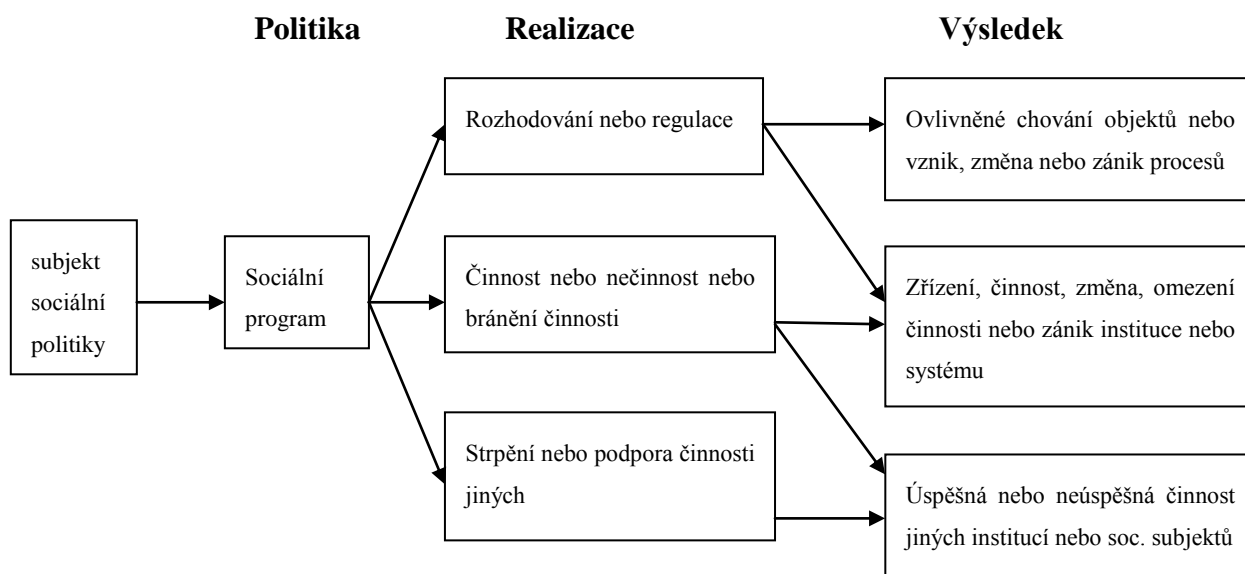 Politika Realizace Výsledek
Rozhodování nebo regulace
Ovlivněné chování objektů nebo
vznik, změna nebo zánik procesů
subjekt
sociální
politiky
Sociální
program
Činnost nebo nečinnost nebo
bránění činnosti
Zřízení, činnost, změna, omezení
činnosti nebo zánik instituce nebo
systému
Strpění nebo podpora činnosti
jiných
Úspěšná nebo neúspěšná činnost
jiných institucí nebo soc. subjektů